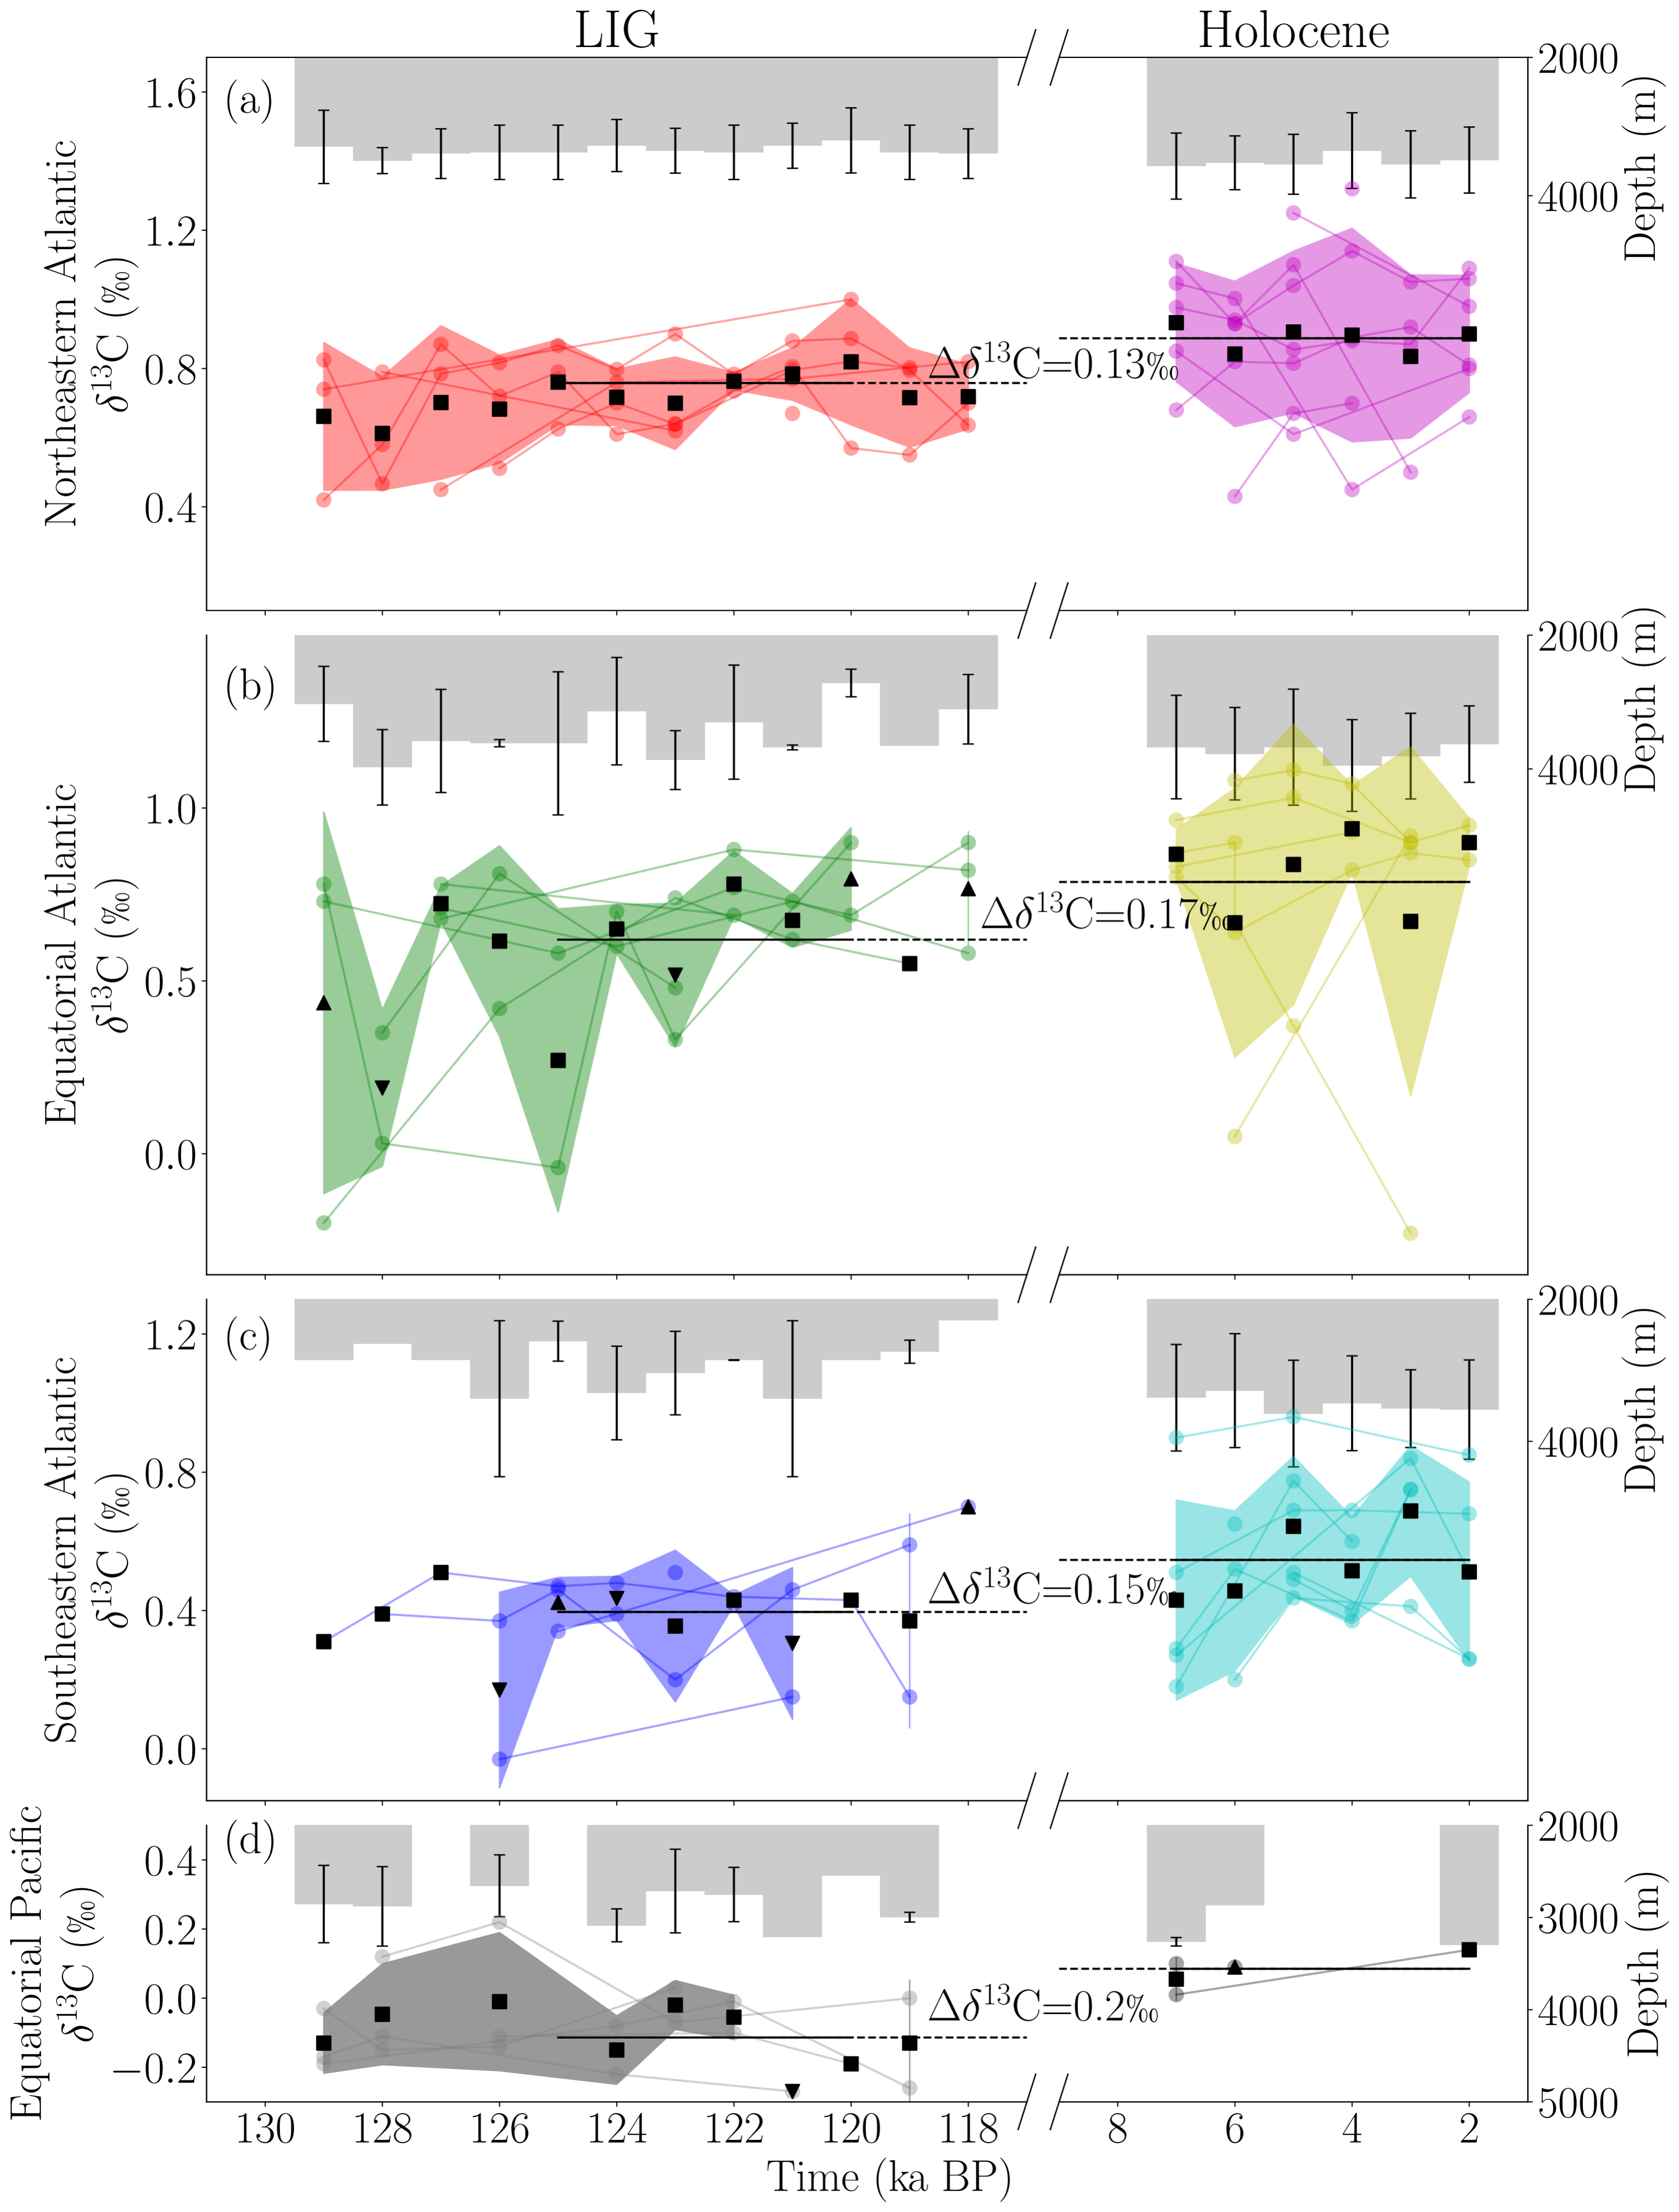 LIG Holocene
(a)
Northeastern Atlantic
δ¹³C (‰)
1.6
1.2
0.8
0.4
Δδ¹³C=0.13‰
2000
4000
Depth (m)
(b)
Equatorial Atlantic
δ¹³C (‰)
1.0
0.5
0.0
Δδ¹³C=0.17‰
2000
4000
Depth (m)
(c)
Southeastern Atlantic
δ¹³C (‰)
1.2
0.8
0.4
0.0
Δδ¹³C=0.15‰
2000
4000
Depth (m)
(d)
Equatorial Pacific
δ¹³C (‰)
0.4
0.2
0.0
−0.2
Δδ¹³C=0.2‰
2000
3000
4000
5000
Depth (m)
130 128 126 124 122 120 118 8 6 4 2
Time (ka BP)